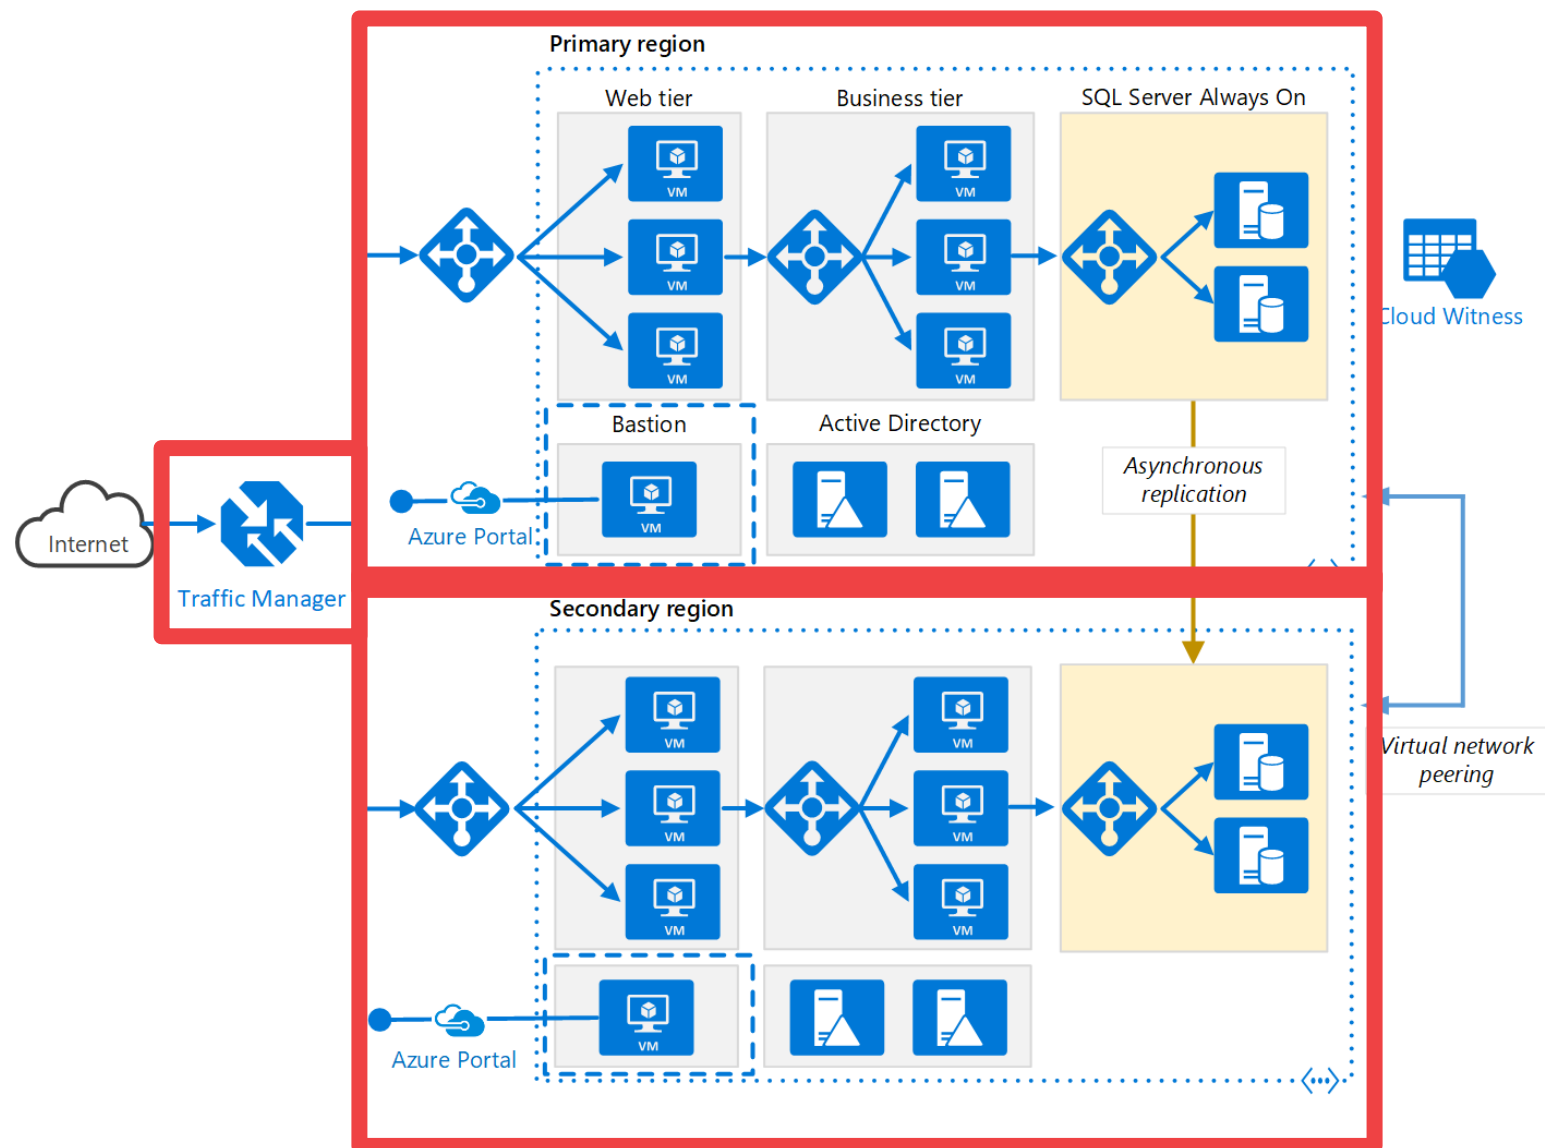 Primary region
Web tier
Business tier
SQL Server Always On
VM
VM
VM
VM
VM
VM
Cloud Witness
Bastion
Active Directory
VM
Azure Portal
Asynchronous
replication
Internet
Traffic Manager
Secondary region
VM
VM
VM
VM
VM
VM
Virtual network
peering
VM
Azure Portal